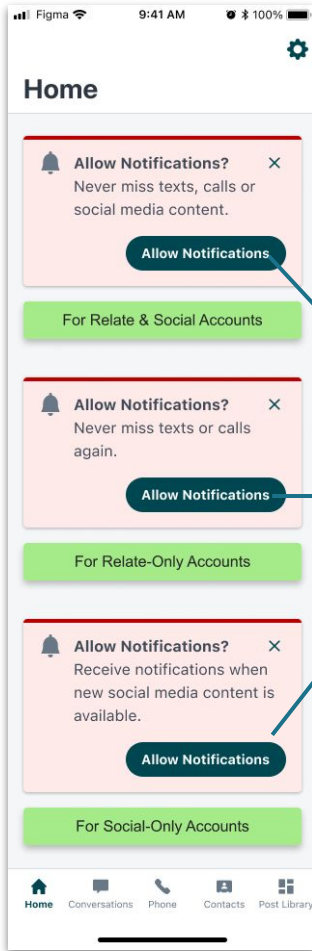 Figma 9:41 AM 100%
Home
Allow Notifications?
Never miss texts, calls or
social media content.
Allow Notifications
For Relate & Social Accounts
Allow Notifications?
Never miss texts or calls
again.
Allow Notifications
For Relate-Only Accounts
Allow Notifications?
Receive notifications when
new social media content is
available.
Allow Notifications
For Social-Only Accounts
Home Conversations Phone Contacts Post Library